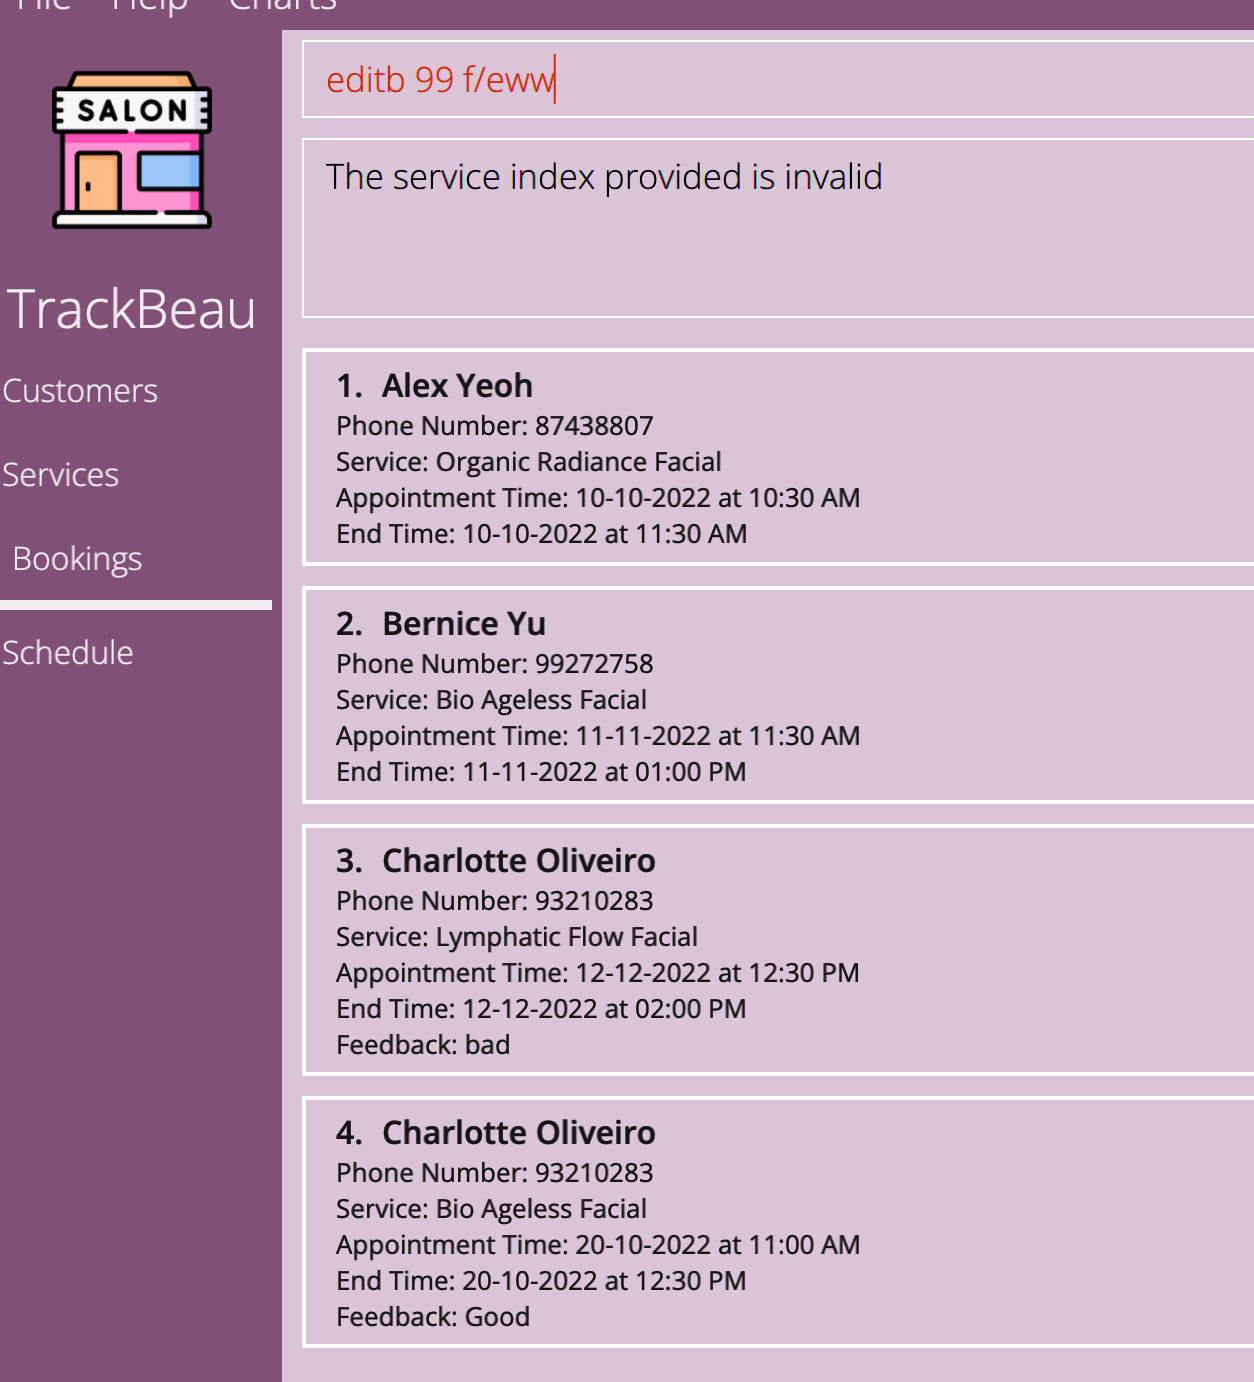 File Help Charts
SALON
TrackBeau
Customers
Services
Bookings
Schedule
editb 99 f/eww
The service index provided is invalid
1. Alex Yeoh
Phone Number: 87438807
Service: Organic Radiance Facial
Appointment Time: 10-10-2022 at 10:30 AM
End Time: 10-10-2022 at 11:30 AM
2. Bernice Yu
Phone Number: 99272758
Service: Bio Ageless Facial
Appointment Time: 11-11-2022 at 11:30 AM
End Time: 11-11-2022 at 01:00 PM
3. Charlotte Oliveiro
Phone Number: 93210283
Service: Lymphatic Flow Facial
Appointment Time: 12-12-2022 at 12:30 PM
End Time: 12-12-2022 at 02:00 PM
Feedback: bad
4. Charlotte Oliveiro
Phone Number: 93210283
Service: Bio Ageless Facial
Appointment Time: 20-10-2022 at 11:00 AM
End Time: 20-10-2022 at 12:30 PM
Feedback: Good